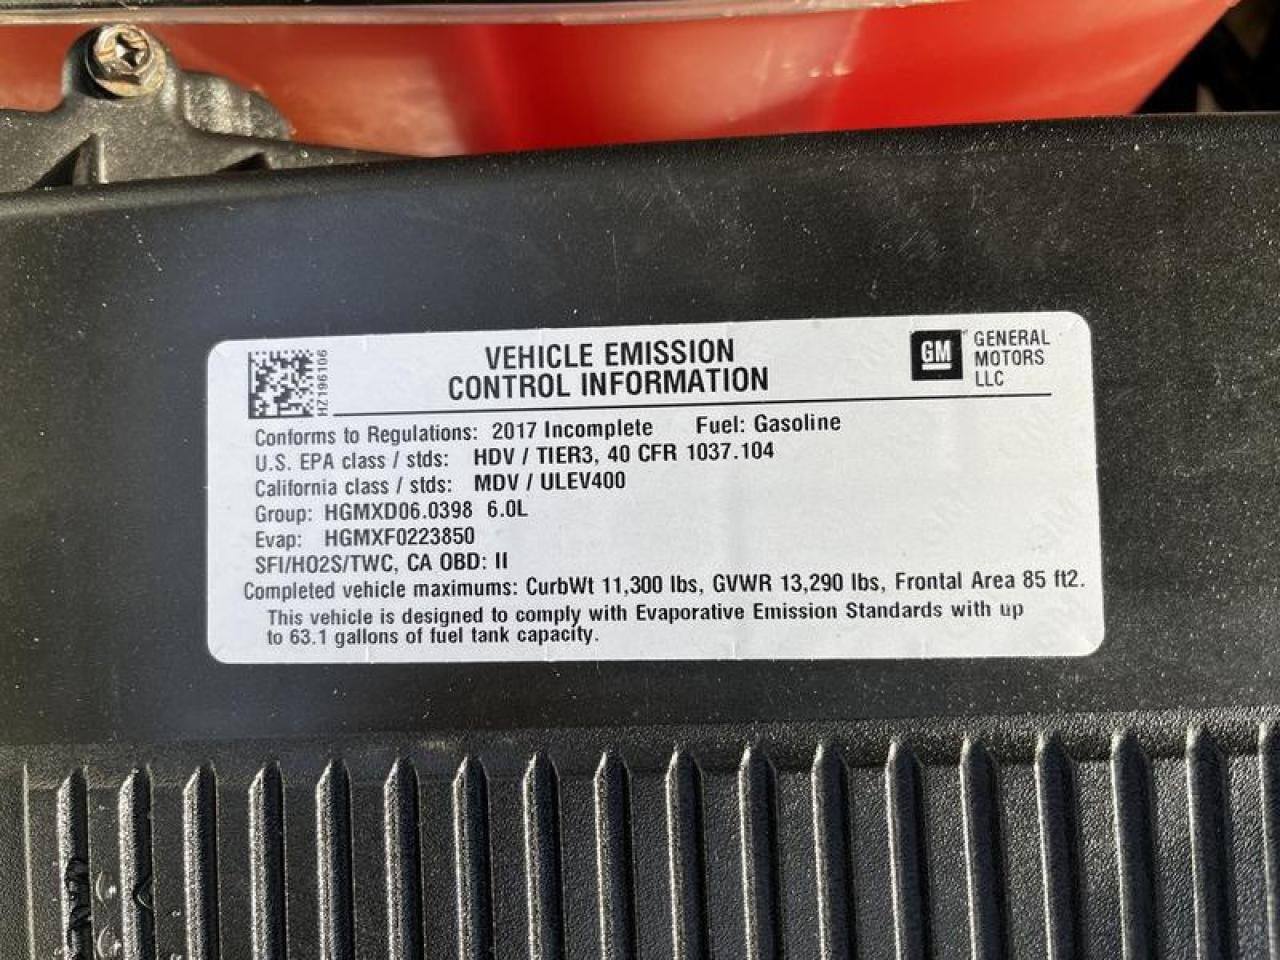 HZ196106
VEHICLE EMISSION
CONTROL INFORMATION
GM
GENERAL
MOTORS
LLC
Conforms to Regulations: 2017 Incomplete Fuel: Gasoline
U.S. EPA class / stds: HDV / TIER3, 40 CFR 1037.104
California class / stds: MDV / ULEV400
Group: HGMXD06.0398 6.0L
Evap: HGMXF0223850
SFI/HO2S/TWC, CA OBD: II
Completed vehicle maximums: CurbWt 11,300 lbs, GVWR 13,290 lbs, Frontal Area 85 ft2.
This vehicle is designed to comply with Evaporative Emission Standards with up
to 63.1 gallons of fuel tank capacity.